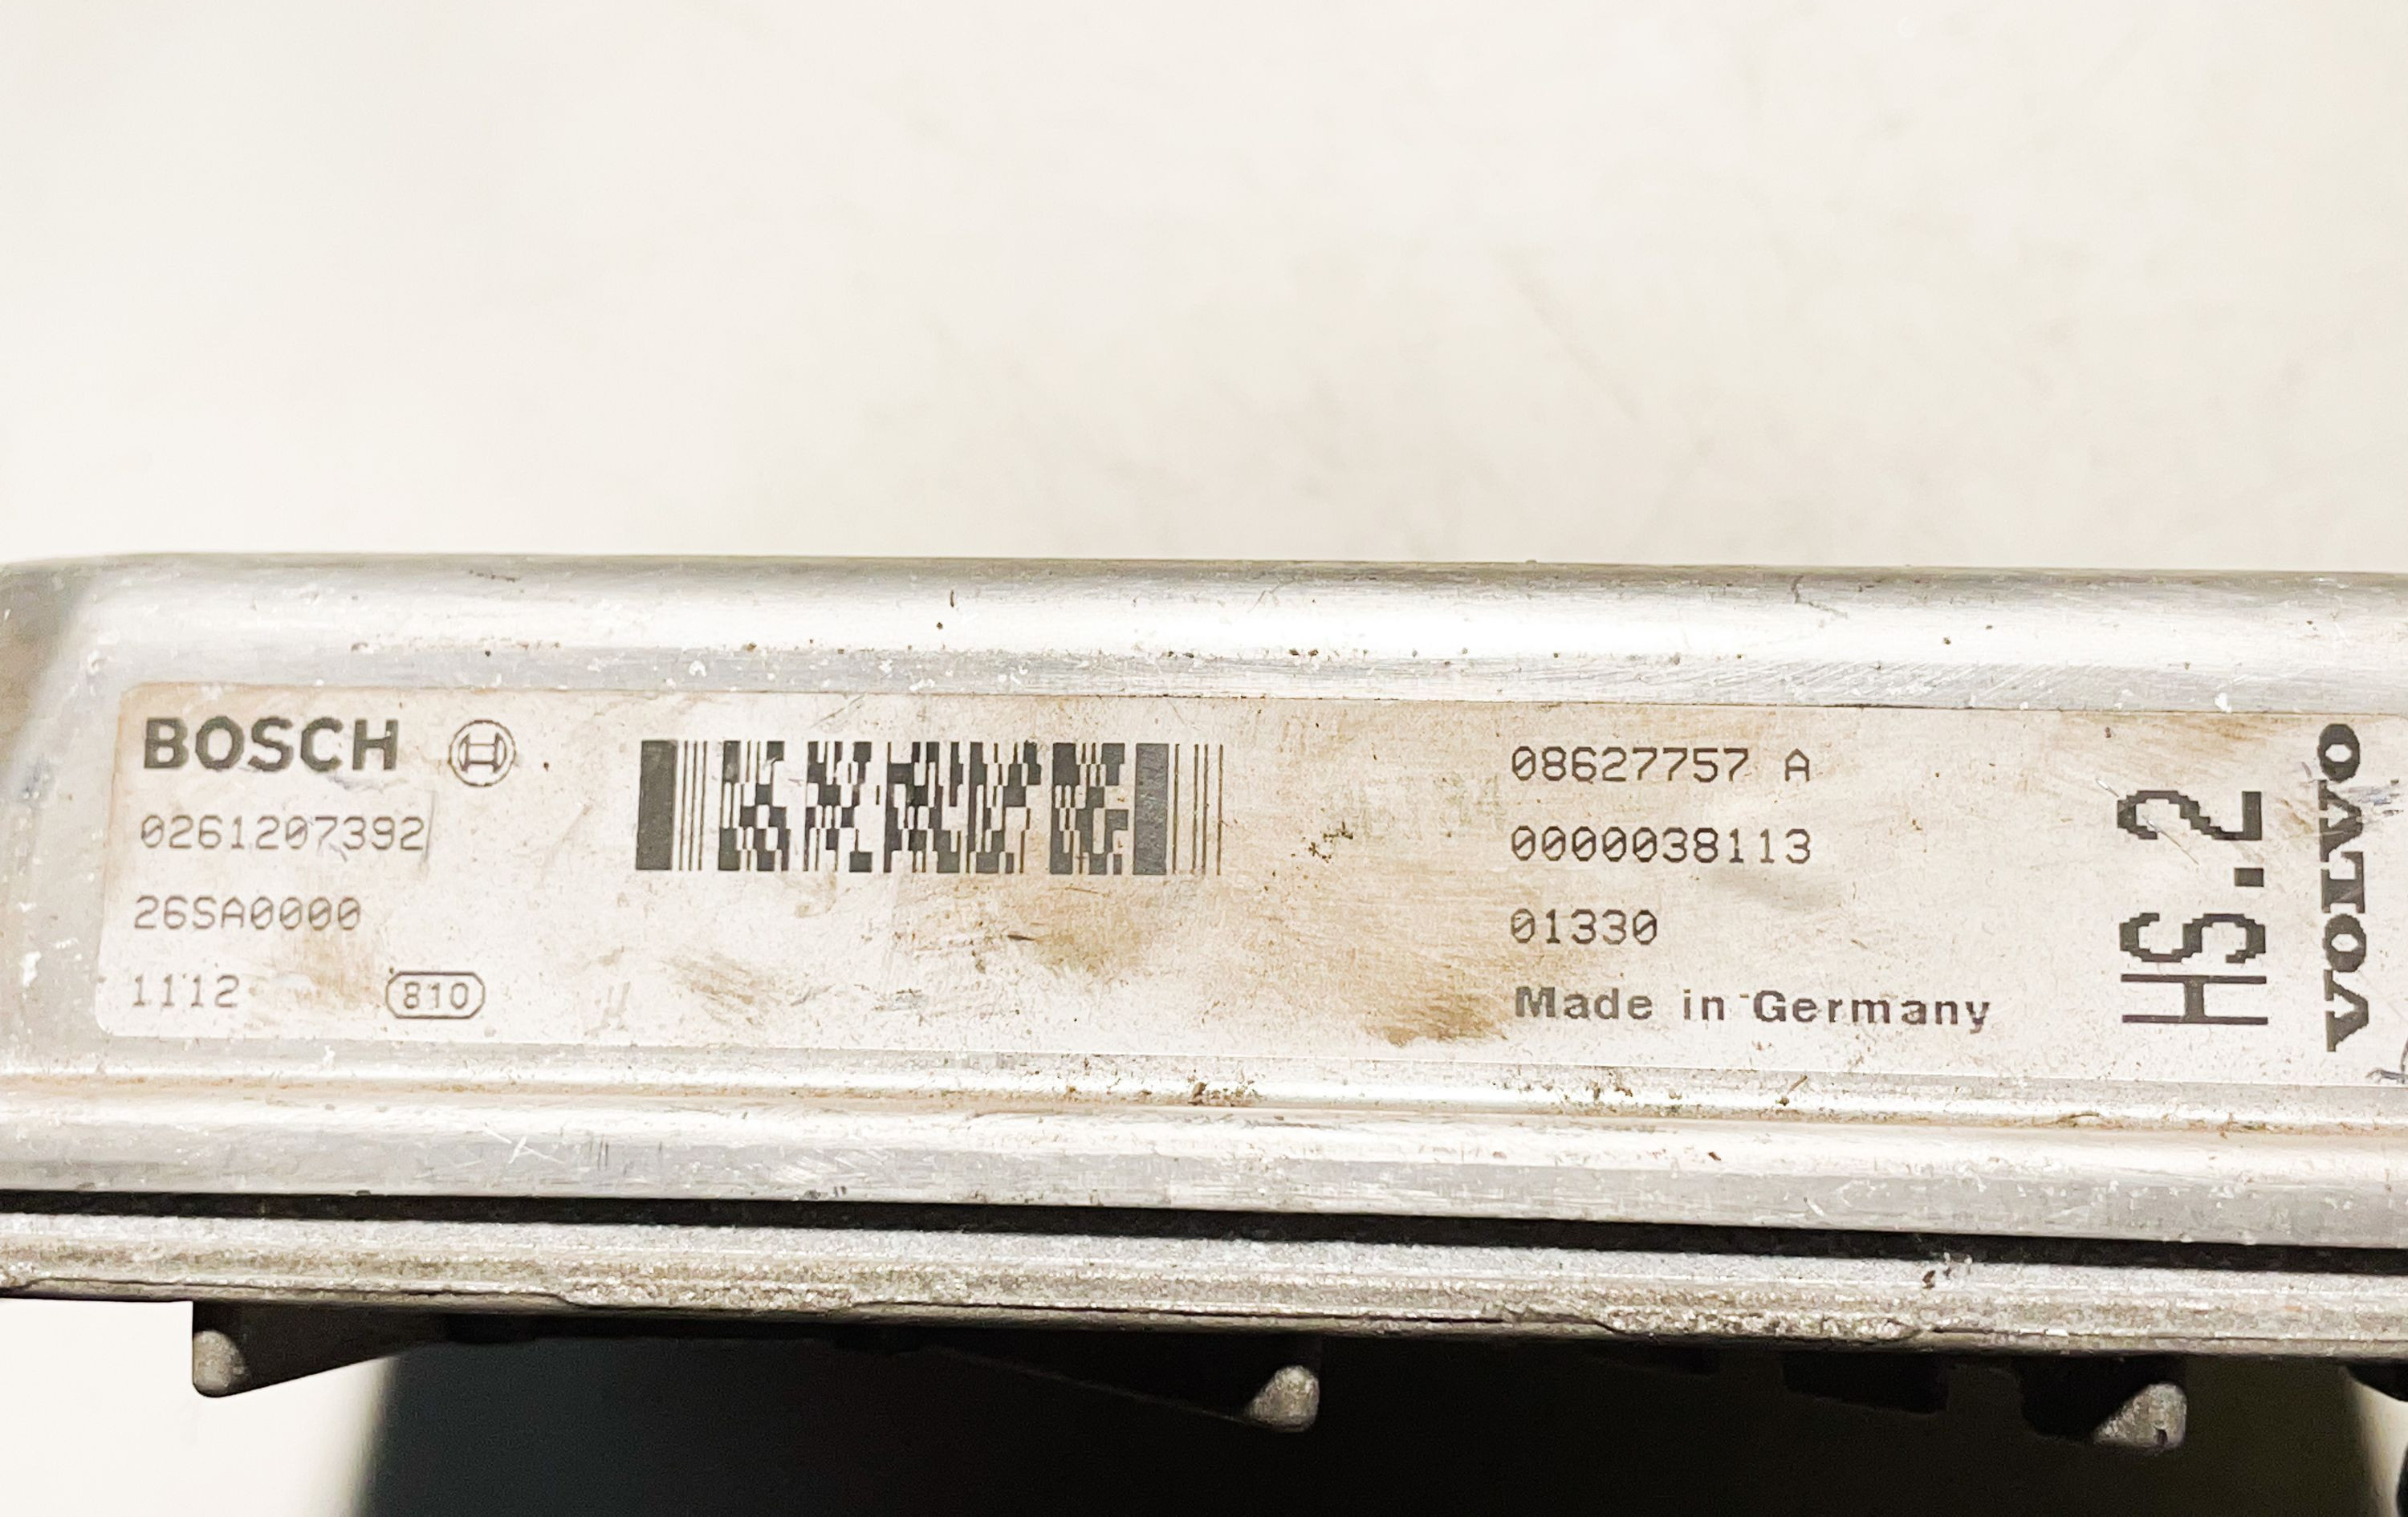 BOSCH
0261207392
26SA0000
1112 810
08627757 A
0000038113
01330
Made in Germany
HS.2
VOLVO